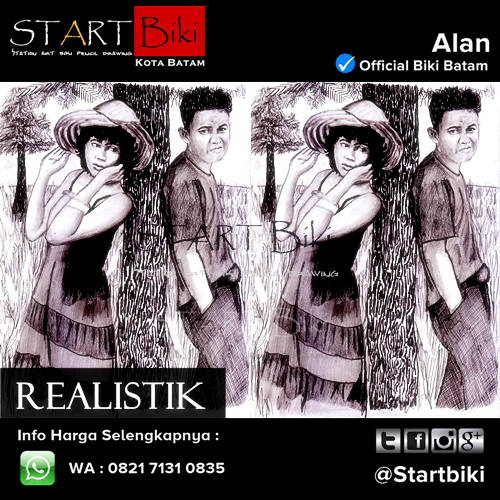 START Biki
STATION ART BIKI PENCIL DRAWING
KOTA BATAM
Alan
Official Biki Batam
START Biki
REALISTIK
Info Harga Selengkapnya :
WA : 0821 7131 0835
@Startbiki